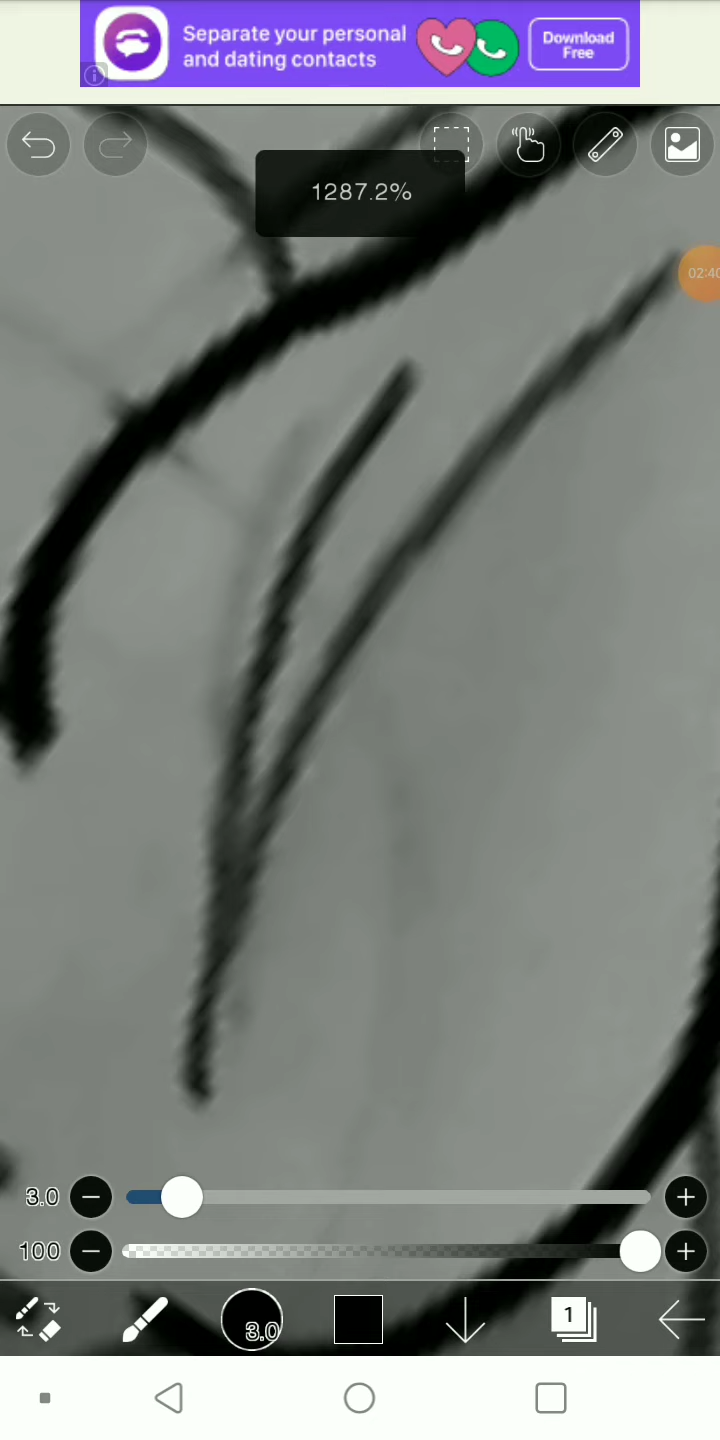 Separate your personal
and dating contacts
Download
Free
1287.2%
02:40
3.0
100
3.0
1